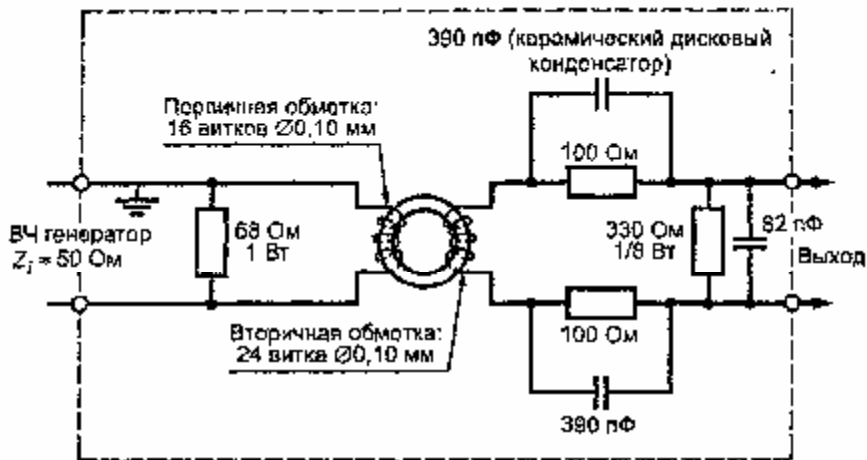 390 пФ (керамический дисковый
конденсатор)
Первичная обмотка:
16 витков Ø0,10 мм
100 Ом
ВЧ генератор
Zᵢ = 50 Ом
68 Ом
1 Вт
330 Ом
1/8 Вт
82 пФ
Выход
Вторичная обмотка:
24 витка Ø0,10 мм
100 Ом
390 пФ